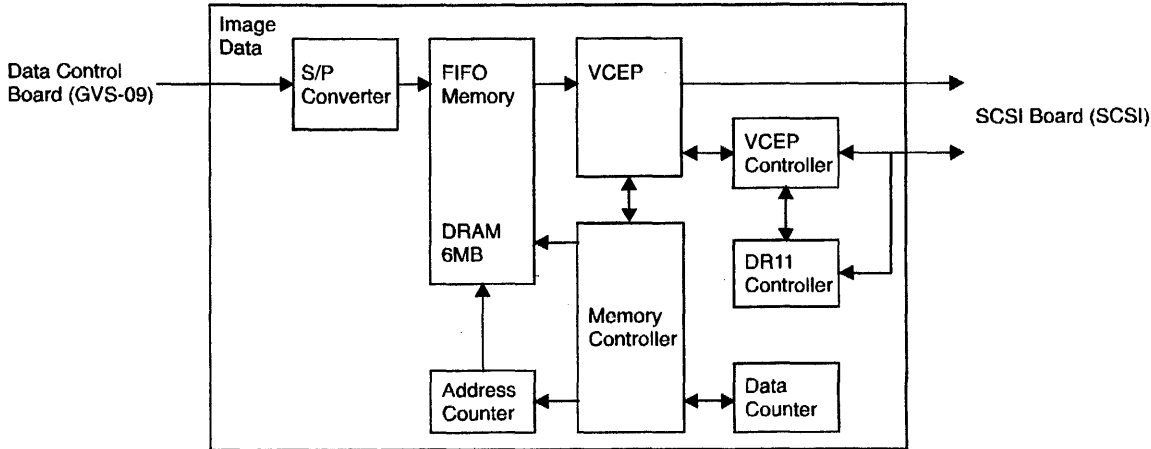 Image
Data
Data Control
Board (GVS-09)
S/P
Converter
FIFO
Memory
DRAM
6MB
VCEP
SCSI Board (SCSI)
VCEP
Controller
DR11
Controller
Memory
Controller
Address
Counter
Data
Counter